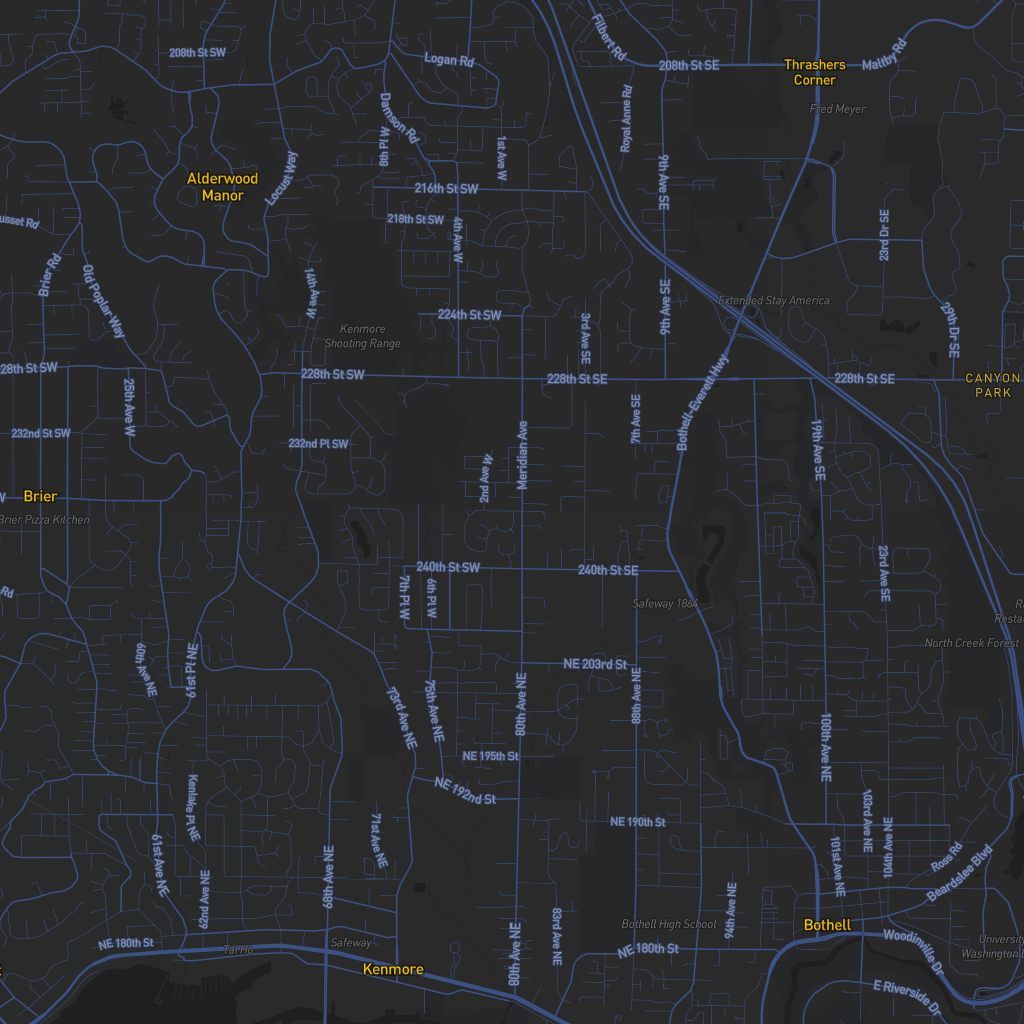 208th St SW
Logan Rd
Filbert Rd
208th St SE
Thrashers
Corner
Maltby Rd
Fred Meyer
Damson Rd
8th Pl W
1st Ave W
Royal Anne Rd
9th Ave SE
Alderwood
Manor
Locust Way
216th St SW
218th St SW
4th Ave W
23rd Dr SE
Brier Rd
Old Poplar Way
14th Ave W
224th St SW
3rd Ave SE
9th Ave SE
Extended Stay America
29th Dr SE
Kenmore
Shooting Range
28th St SW
228th St SW
228th St SE
228th St SE
CANYON
PARK
25th Ave W
232nd St SW
232nd Pl SW
2nd Ave W
Meridian Ave
7th Ave SE
Bothell-Everett Hwy
19th Ave SE
Brier
Brier Pizza Kitchen
240th St SW
240th St SE
7th Pl W
6th Pl W
23rd Ave SE
Rd
Safeway 1864
North Creek Forest
60th Ave NE
61st Pl NE
73rd Ave NE
75th Ave NE
80th Ave NE
NE 203rd St
88th Ave NE
100th Ave NE
NE 195th St
NE 192nd St
Kenlake Pl NE
61st Ave NE
62nd Ave NE
68th Ave NE
71st Ave NE
NE 190th St
101st Ave NE
103rd Ave NE
104th Ave NE
Ross Rd
Beardslee Blvd
NE 180th St
Tai Ho
Safeway
Kenmore
80th Ave NE
83rd Ave NE
Bothell High School
94th Ave NE
NE 180th St
Bothell
Woodinville Dr
University
Washington
E Riverside Dr